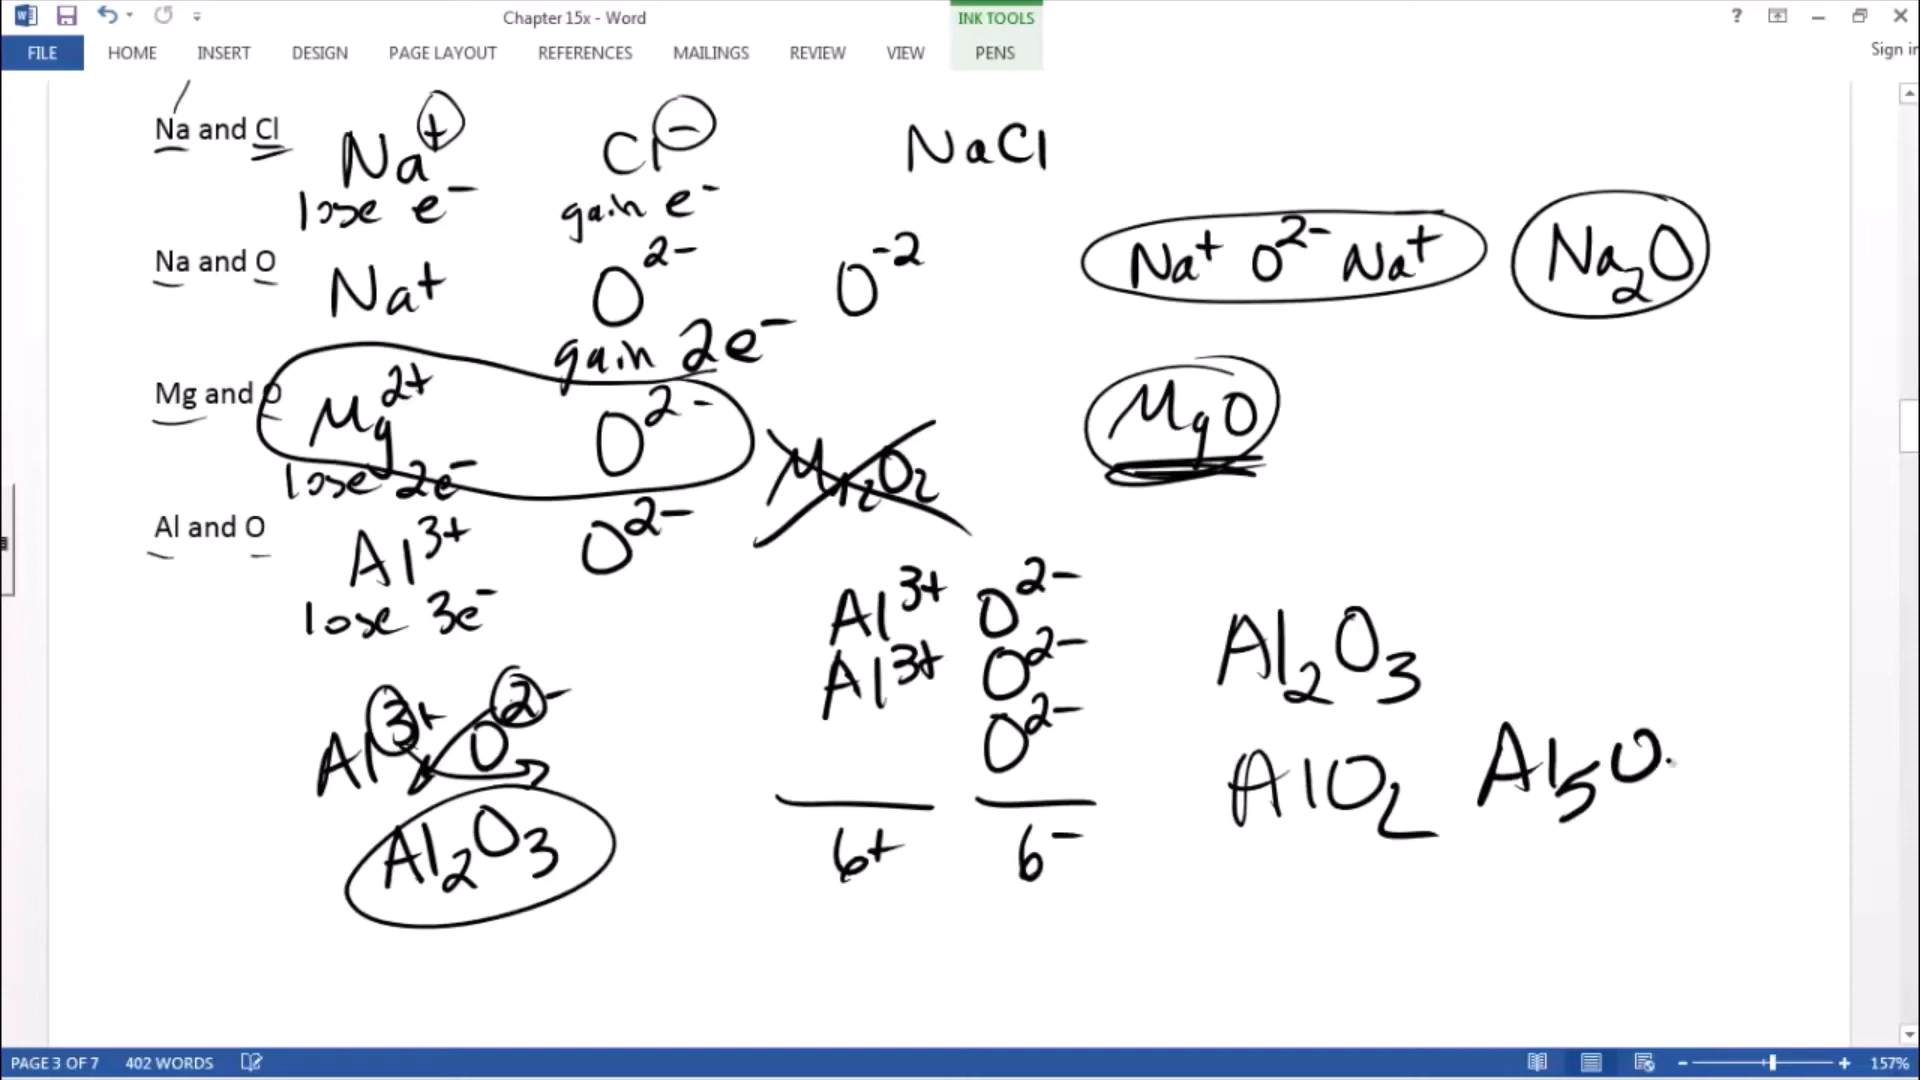 Chapter 15x - Word
INK TOOLS
?
FILE HOME INSERT DESIGN PAGE LAYOUT REFERENCES MAILINGS REVIEW VIEW PENS
Sign in
Na and Cl Na⁺ Cl⁻ NaCl
lose e⁻ gain e⁻
Na and O Na⁺ O²⁻ O⁻² Na⁺ O²⁻ Na⁺ Na₂O
gain 2e⁻
Mg and O Mg²⁺ O²⁻ Mg₂O₂ MgO
lose 2e⁻
Al and O Al³⁺ O²⁻
lose 3e⁻
Al³⁺ O²⁻
Al³⁺ O²⁻ Al₂O₃
O²⁻
Al³⁺ O²⁻ AlO₂ Al₅O
Al₂O₃ 6+ 6⁻
PAGE 3 OF 7 402 WORDS 157%